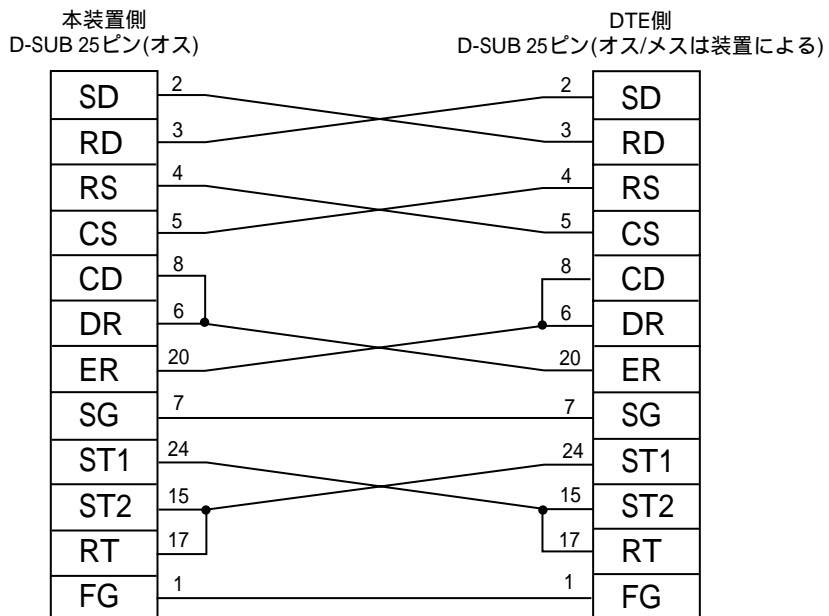 本装置側
D-SUB 25ピン(オス)
DTE側
D-SUB 25ピン(オス/メスは装置による)
SD 2 2 SD
RD 3 3 RD
RS 4 4 RS
CS 5 5 CS
CD 8 8 CD
DR 6 6 DR
ER 20 20 ER
SG 7 7 SG
ST1 24 24 ST1
ST2 15 15 ST2
RT 17 17 RT
FG 1 1 FG